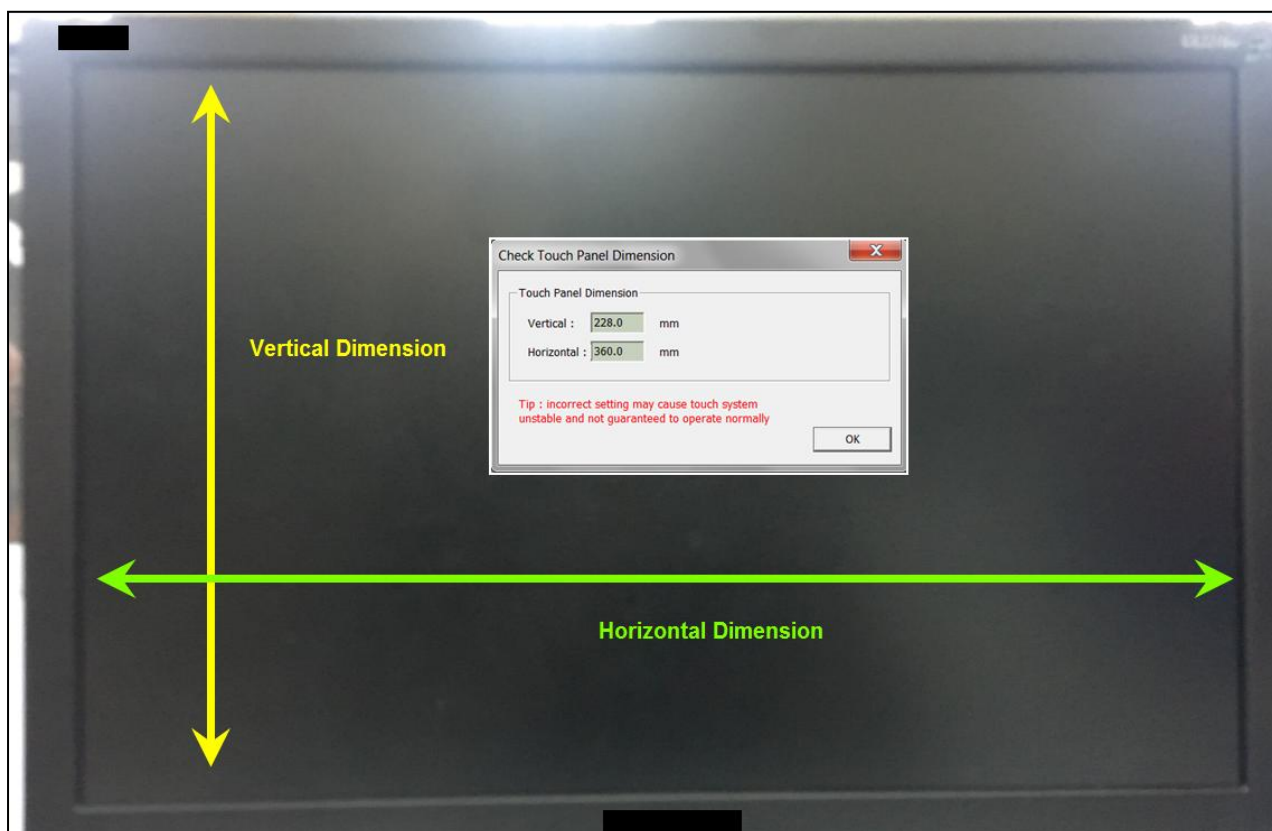 Check Touch Panel Dimension
Touch Panel Dimension
Vertical : 228.0 mm
Horizontal : 360.0 mm
Tip : incorrect setting may cause touch system
unstable and not guaranteed to operate normally
OK
Vertical Dimension
Horizontal Dimension